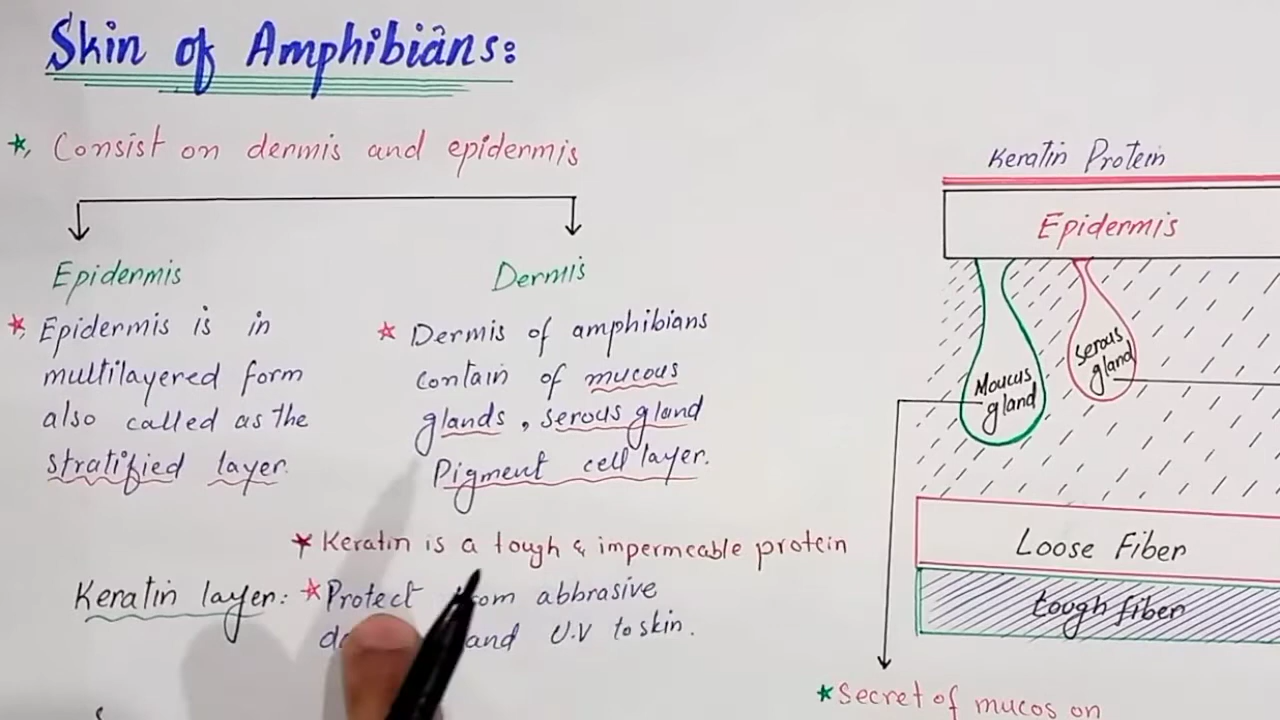 Skin of Amphibians:
*, Consist on dermis and epidermis
Epidermis
*, Epidermis is in
multilayered form
also called as the
stratified layer.
Dermis
* Dermis of amphibians
contain of mucous
glands, serous gland
Pigment cell layer.
* Keratin is a tough & impermeable protein
Keratin layer: * Protect abbrasive
and U.V to skin.
Keratin Protein
Epidermis
Moucus
gland
Serous
gland
Loose Fiber
tough fiber
* Secret of mucos on